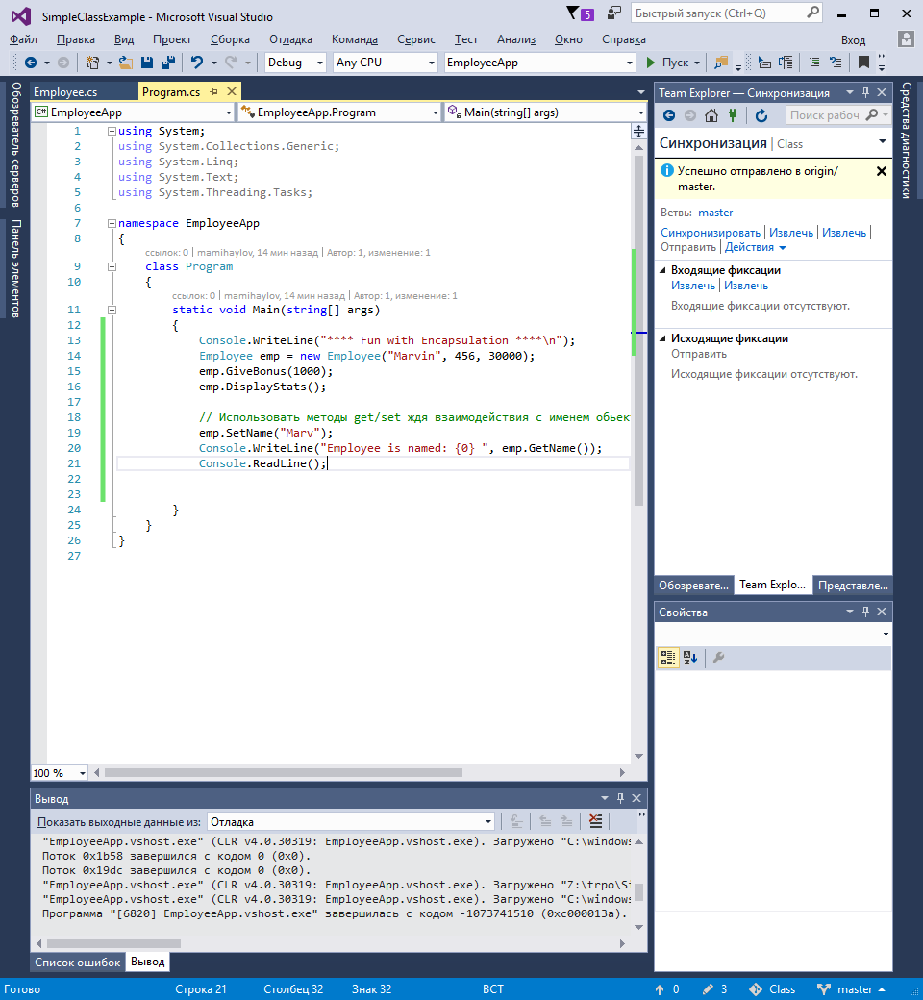 SimpleClassExample - Microsoft Visual Studio
5
Быстрый запуск (Ctrl+Q)
Файл Правка Вид Проект Сборка Отладка Команда Сервис Тест Анализ Окно Справка Вход
Debug Any CPU EmployeeApp Пуск
Обозреватель серверов
Панель элементов
Employee.cs Program.cs
C# EmployeeApp EmployeeApp.Program Main(string[] args)
1 using System;
2 using System.Collections.Generic;
3 using System.Linq;
4 using System.Text;
5 using System.Threading.Tasks;
6
7 namespace EmployeeApp
8 {
ссылок: 0 | mamihaylov, 14 мин назад | Автор: 1, изменение: 1
9 class Program
10 {
ссылок: 0 | mamihaylov, 14 мин назад | Автор: 1, изменение: 1
11 static void Main(string[] args)
12 {
13 Console.WriteLine("**** Fun with Encapsulation ****\n");
14 Employee emp = new Employee("Marvin", 456, 30000);
15 emp.GiveBonus(1000);
16 emp.DisplayStats();
17
18 // Использовать методы get/set ждя взаимодействия с именем обьек
19 emp.SetName("Marv");
20 Console.WriteLine("Employee is named: {0} ", emp.GetName());
21 Console.ReadLine();
22
23
24 }
25 }
26 }
27
100 %
Вывод
Показать выходные данные из: Отладка
"EmployeeApp.vshost.exe" (CLR v4.0.30319: EmployeeApp.vshost.exe). Загружено "C:\windows
Поток 0x1b58 завершился с кодом 0 (0x0).
Поток 0x19dc завершился с кодом 0 (0x0).
"EmployeeApp.vshost.exe" (CLR v4.0.30319: EmployeeApp.vshost.exe). Загружено "Z:\trpo\Si
"EmployeeApp.vshost.exe" (CLR v4.0.30319: EmployeeApp.vshost.exe). Загружено "C:\windows
Программа "[6820] EmployeeApp.vshost.exe" завершилась с кодом -1073741510 (0xc000013a).
Список ошибок Вывод
Team Explorer — Синхронизация
Поиск рабоч
Синхронизация | Class
Успешно отправлено в origin/
master.
Ветвь: master
Синхронизировать | Извлечь | Извлечь |
Отправить | Действия
Входящие фиксации
Извлечь | Извлечь
Входящие фиксации отсутствуют.
Исходящие фиксации
Отправить
Исходящие фиксации отсутствуют.
Обозревате... Team Explo... Представле...
Свойства
Средства диагностики
Готово Строка 21 Столбец 32 Знак 32 ВСТ 0 3 Class master